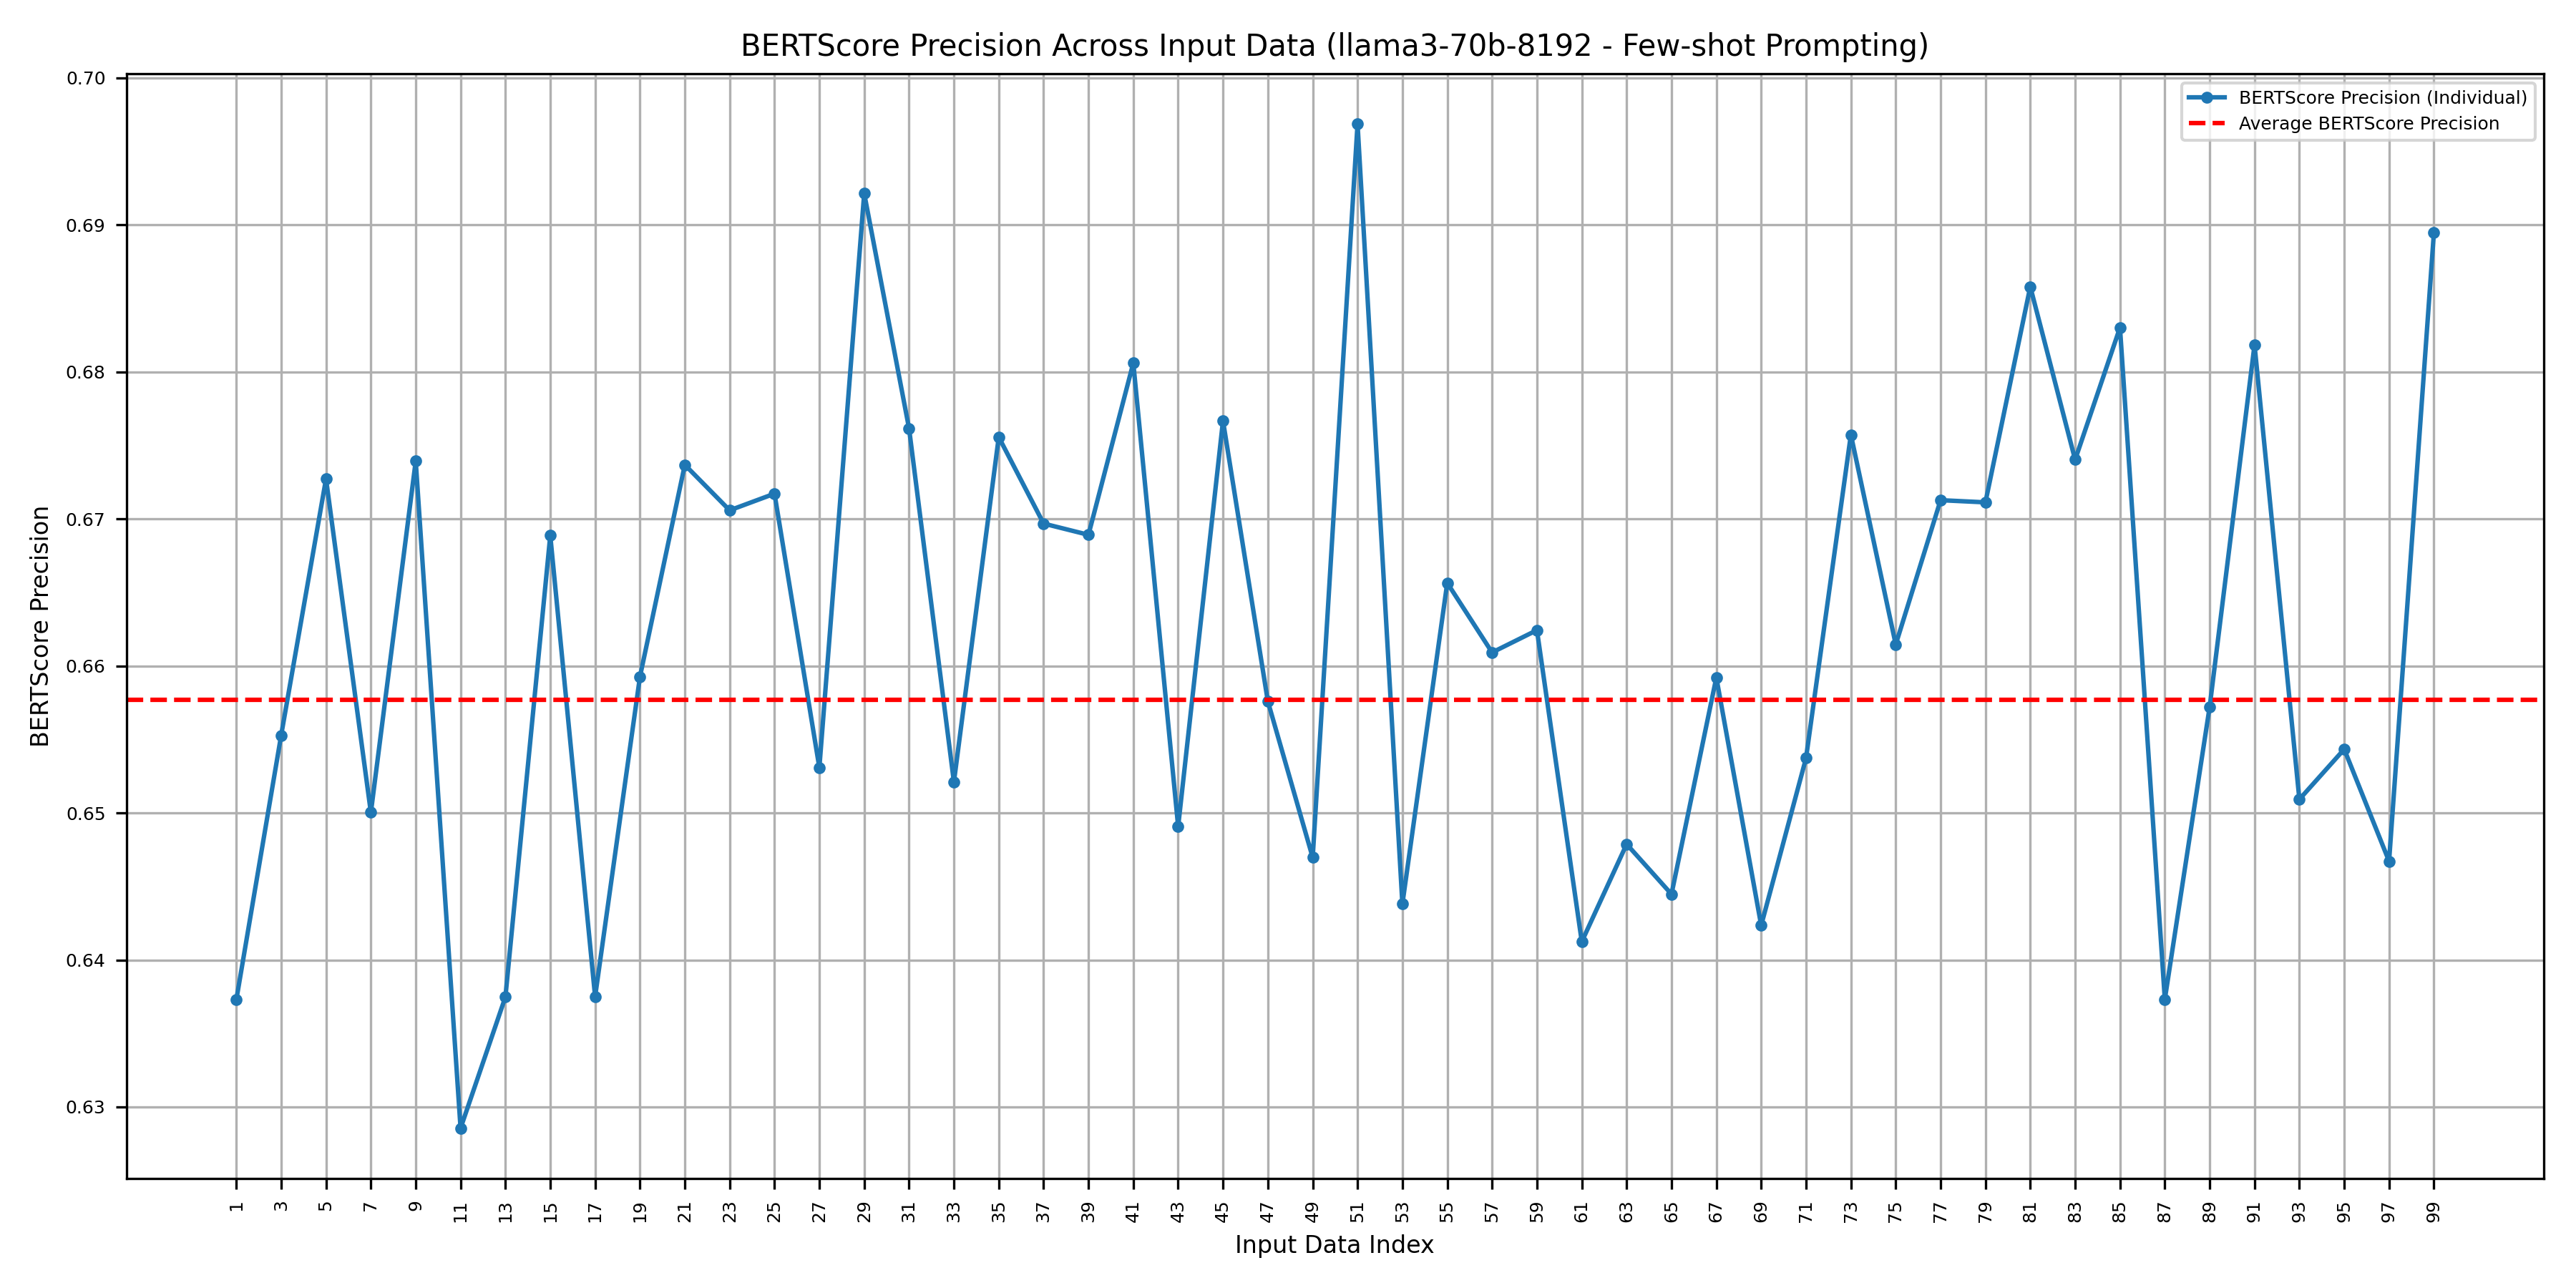 BERTScore Precision Across Input Data (llama3-70b-8192 - Few-shot Prompting)
BERTScore Precision (Individual)
Average BERTScore Precision
BERTScore Precision
0.70
0.69
0.68
0.67
0.66
0.65
0.64
0.63
1 3 5 7 9 11 13 15 17 19 21 23 25 27 29 31 33 35 37 39 41 43 45 47 49 51 53 55 57 59 61 63 65 67 69 71 73 75 77 79 81 83 85 87 89 91 93 95 97 99
Input Data Index